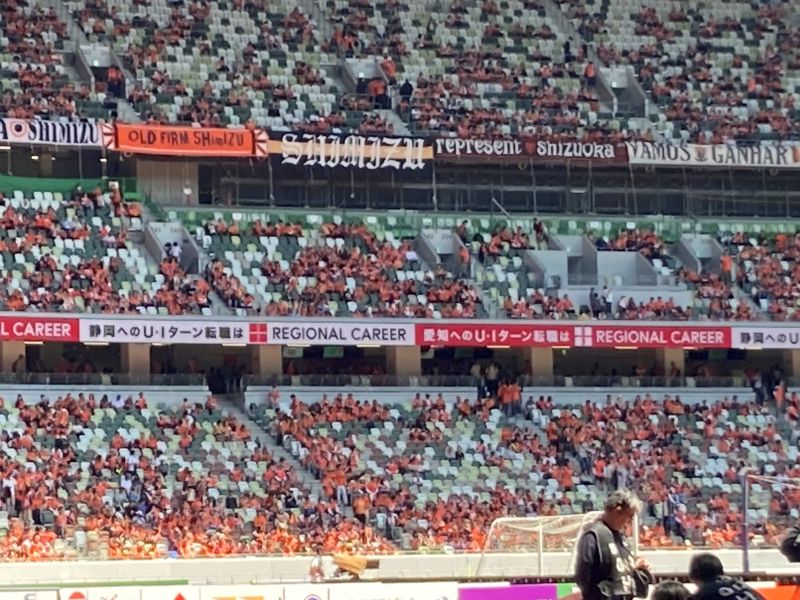 A SHIMIZU
OLD FIRM SHimIZU
SHIMIZU
rePresenT shizuoka
VAMOS GANHAR
CAREER
静岡へのU・Iターン転職は
REGIONAL CAREER
愛知へのU・Iターン転職は
REGIONAL CAREER
静岡へのU・I